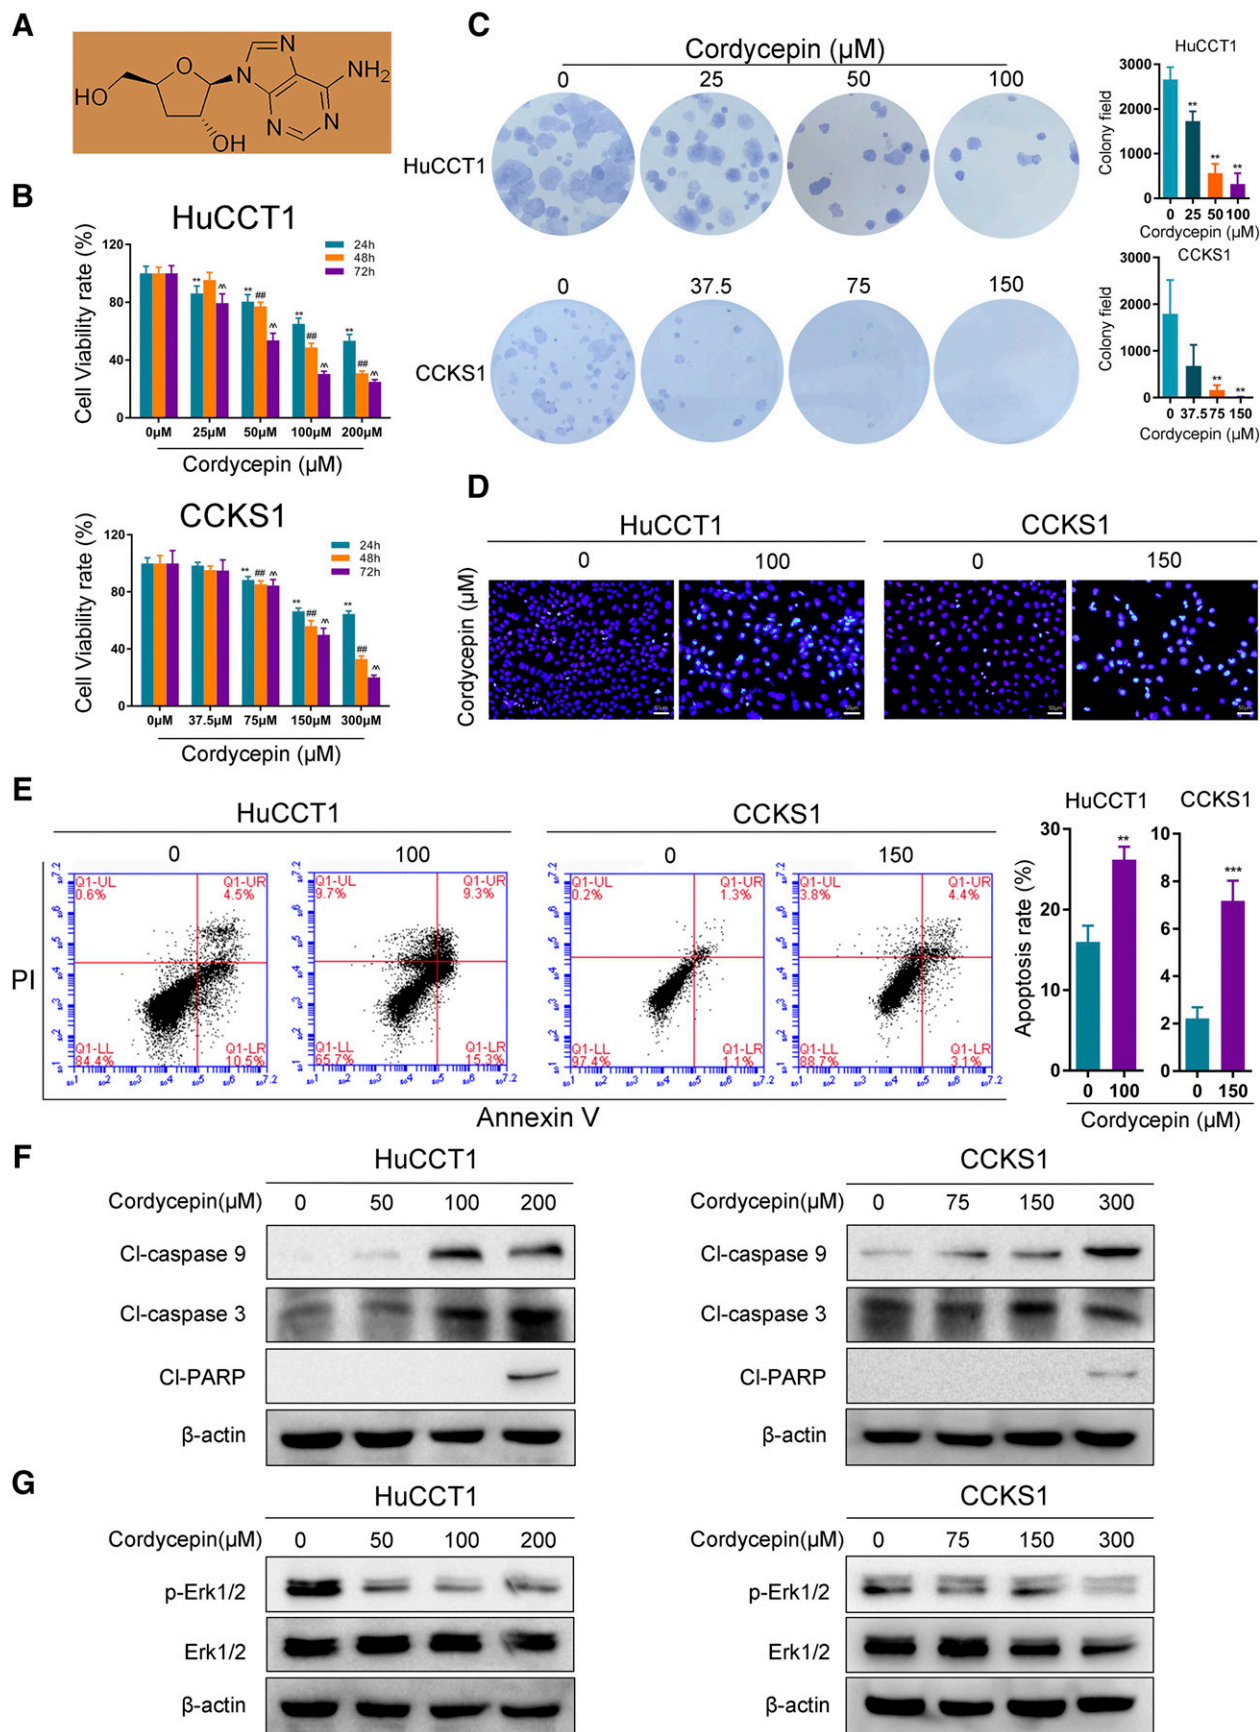 A
HO
O
OH
N
N
N
N
NH2
B
HuCCT1
Cell Viability rate (%)
120
80
40
0
24h
48h
72h
** ^^ ** ## ^^ ** ## ^^ ** ## ^^
0µM 25µM 50µM 100µM 200µM
Cordycepin (µM)
CCKS1
Cell Viability rate (%)
120
80
40
0
24h
48h
72h
** ## ^^ ** ## ^^ ** ## ^^
0µM 37.5µM 75µM 150µM 300µM
Cordycepin (µM)
C
Cordycepin (µM)
0 25 50 100
HuCCT1
0 37.5 75 150
CCKS1
HuCCT1
Colony field
3000
2000
1000
0
** ** **
0 25 50 100
Cordycepin (µM)
CCKS1
Colony field
3000
2000
1000
0
** **
0 37.5 75 150
Cordycepin (µM)
D
HuCCT1 CCKS1
0 100 0 150
Cordycepin (µM)
50µm 50µm 50µm 50µm
E
HuCCT1 CCKS1
0 100 0 150
PI
Q1-UL Q1-UR
0.6% 4.5%
Q1-LL Q1-LR
84.4% 10.5%
Q1-UL Q1-UR
9.7% 9.3%
Q1-LL Q1-LR
65.7% 15.3%
Q1-UL Q1-UR
0.2% 1.3%
Q1-LL Q1-LR
97.4% 1.1%
Q1-UL Q1-UR
3.8% 4.4%
Q1-LL Q1-LR
88.7% 3.1%
Annexin V
HuCCT1 CCKS1
Apoptosis rate (%)
30
20
10
0
**
0 100
10
8
6
4
2
0
***
0 150
Cordycepin (µM)
F
HuCCT1
Cordycepin(µM) 0 50 100 200
Cl-caspase 9
Cl-caspase 3
Cl-PARP
β-actin
CCKS1
Cordycepin(µM) 0 75 150 300
Cl-caspase 9
Cl-caspase 3
Cl-PARP
β-actin
G
HuCCT1
Cordycepin(µM) 0 50 100 200
p-Erk1/2
Erk1/2
β-actin
CCKS1
Cordycepin(µM) 0 75 150 300
p-Erk1/2
Erk1/2
β-actin